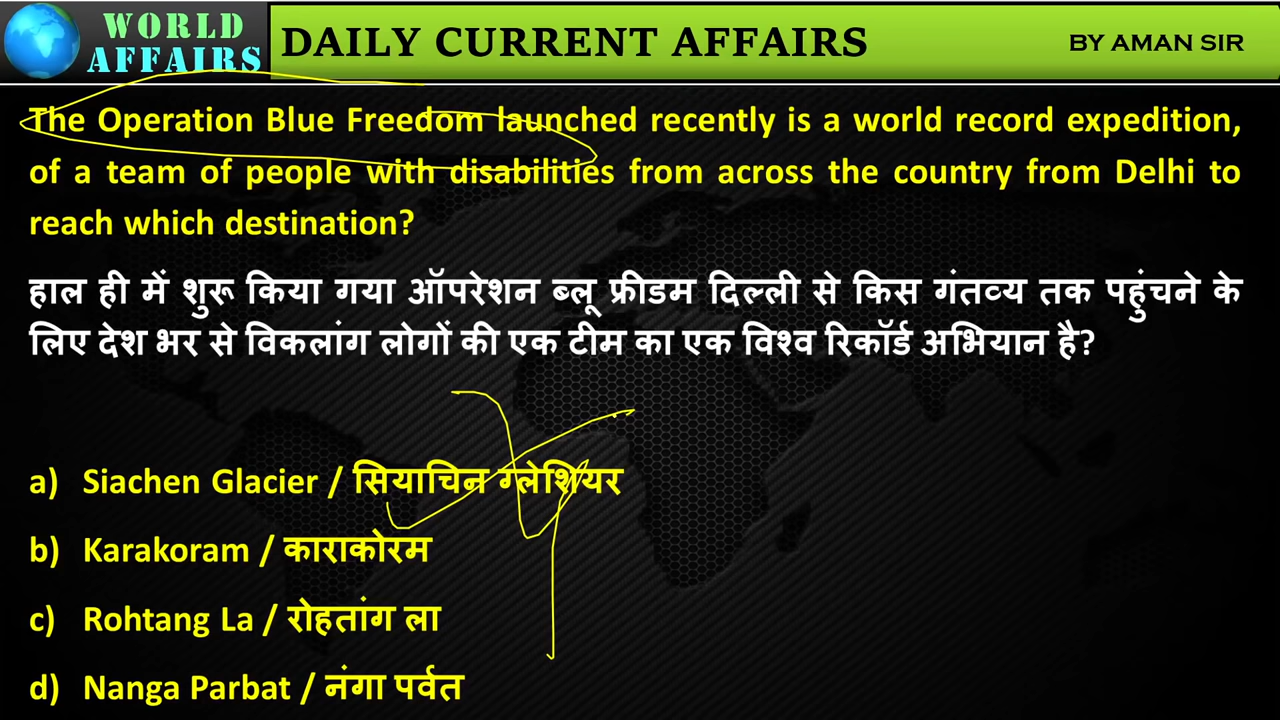 WORLD
AFFAIRS
DAILY CURRENT AFFAIRS
BY AMAN SIR
The Operation Blue Freedom launched recently is a world record expedition,
of a team of people with disabilities from across the country from Delhi to
reach which destination?
हाल ही में शुरू किया गया ऑपरेशन ब्लू फ्रीडम दिल्ली से किस गंतव्य तक पहुंचने के
लिए देश भर से विकलांग लोगों की एक टीम का एक विश्व रिकॉर्ड अभियान है?
a) Siachen Glacier / सियाचिन ग्लेशियर
b) Karakoram / काराकोरम
c) Rohtang La / रोहतांग ला
d) Nanga Parbat / नंगा पर्वत